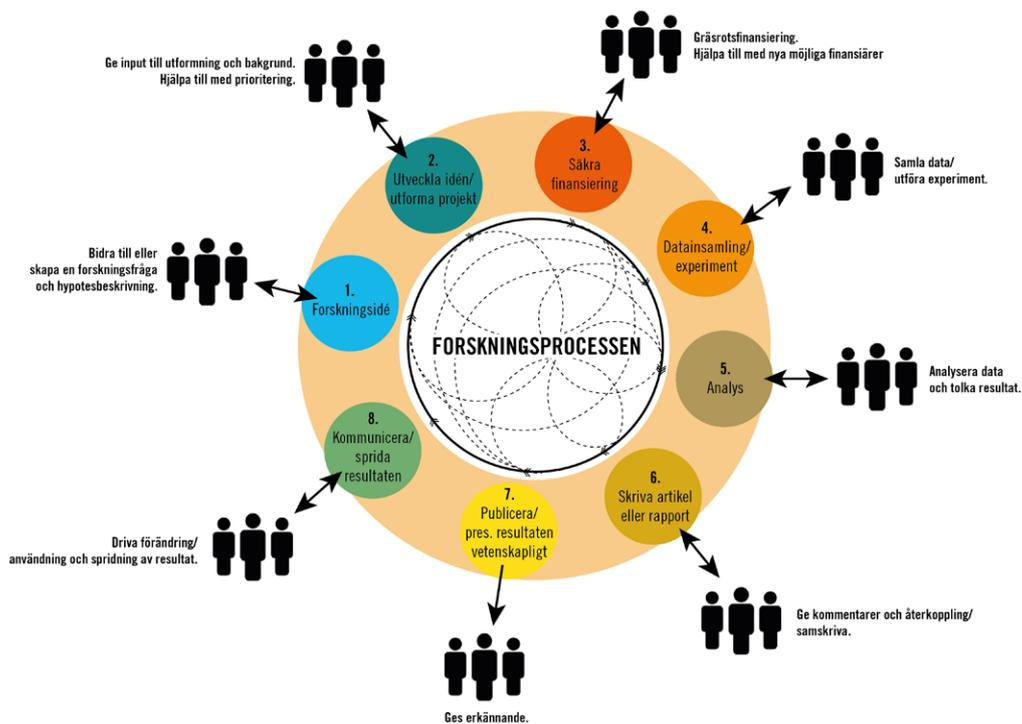 Ge input till utformning och bakgrund.
Hjälpa till med prioritering.
Gräsrotsfinansiering.
Hjälpa till med nya möjliga finansiärer
Samla data/
utföra experiment.
Bidra till eller
skapa en forskningsfråga
och hypotesbeskrivning.
1.
Forskningsidé
2.
Utveckla idén/
utforma projekt
3.
Säkra
finansiering
4.
Datainsamling/
experiment
FORSKNINGSPROCESSEN
5.
Analys
Analysera data
och tolka resultat.
6.
Skriva artikel
eller rapport
7.
Publicera/
pres. resultaten
vetenskapligt
8.
Kommunicera/
sprida
resultaten
Driva förändring/
användning och spridning av resultat.
Ge kommentarer och återkoppling/
samskriva.
Ges erkännande.